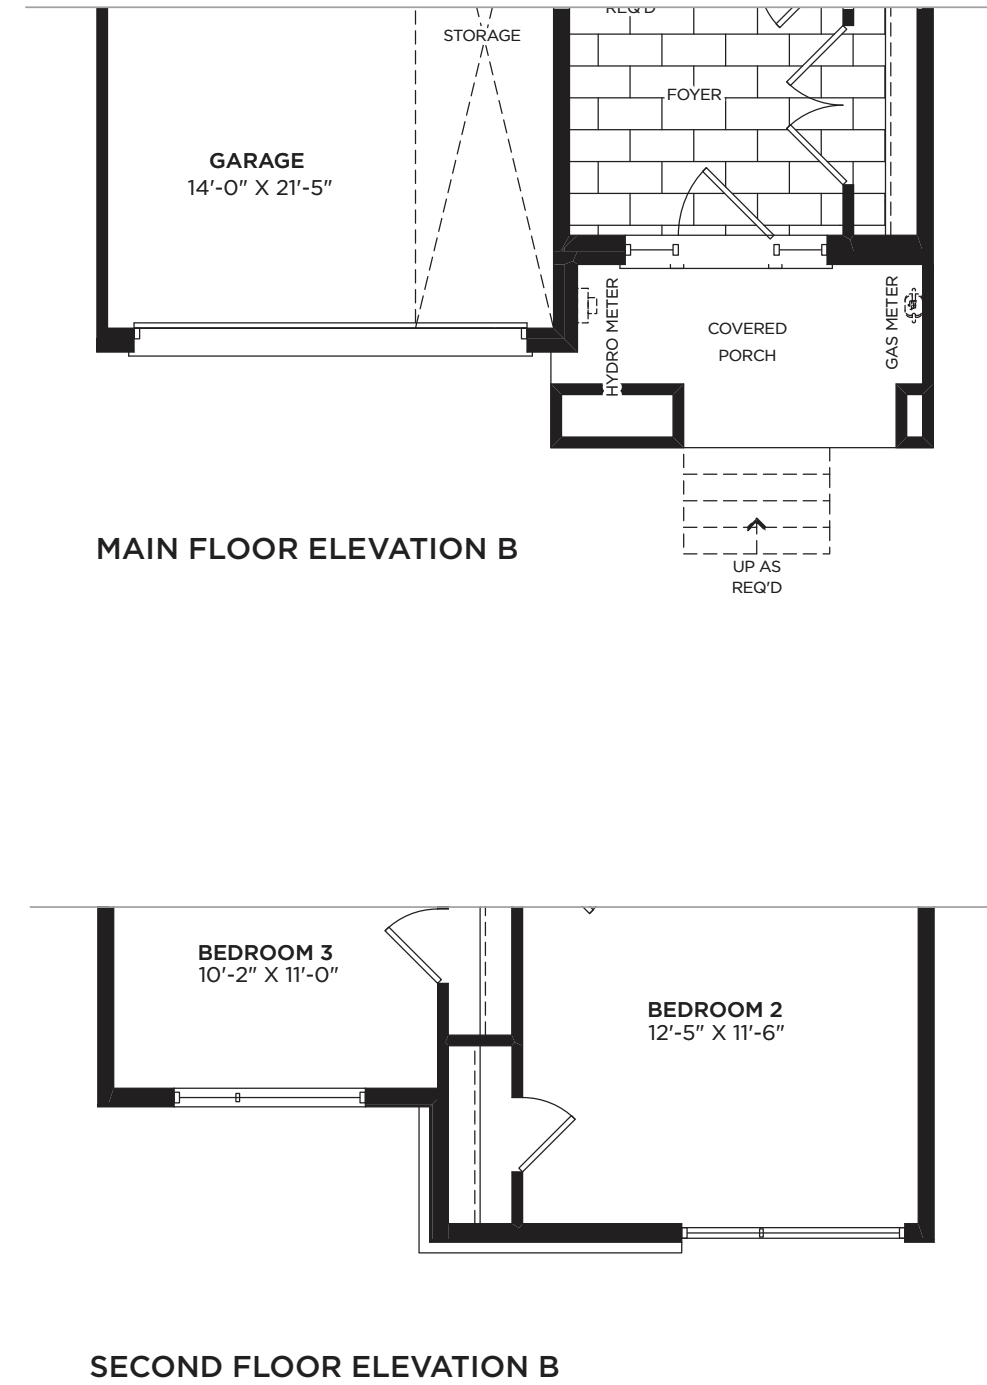 REQ'D
STORAGE
FOYER
GARAGE
14'-0" X 21'-5"
HYDRO METER
GAS METER
COVERED
PORCH
MAIN FLOOR ELEVATION B
UP AS
REQ'D
BEDROOM 3
10'-2" X 11'-0"
BEDROOM 2
12'-5" X 11'-6"
SECOND FLOOR ELEVATION B